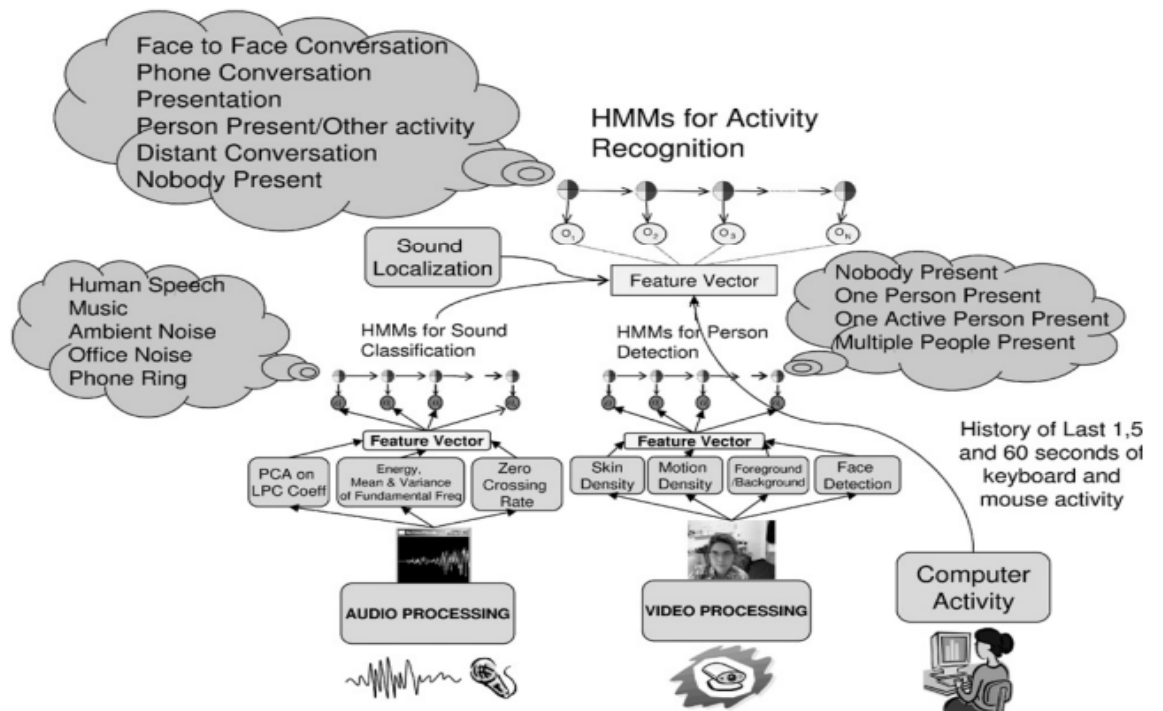 Face to Face Conversation
Phone Conversation
Presentation
Person Present/Other activity
Distant Conversation
Nobody Present
HMMs for Activity
Recognition
O1
O2
O3
ON
Sound
Localization
Feature Vector
Human Speech
Music
Ambient Noise
Office Noise
Phone Ring
HMMs for Sound
Classification
HMMs for Person
Detection
Nobody Present
One Person Present
One Active Person Present
Multiple People Present
Feature Vector
PCA on
LPC Coeff
Energy,
Mean & Variance
of Fundamental Freq
Zero
Crossing
Rate
Feature Vector
Skin
Density
Motion
Density
Foreground
/Background
Face
Detection
History of Last 1,5
and 60 seconds of
keyboard and
mouse activity
AUDIO PROCESSING
VIDEO PROCESSING
Computer
Activity